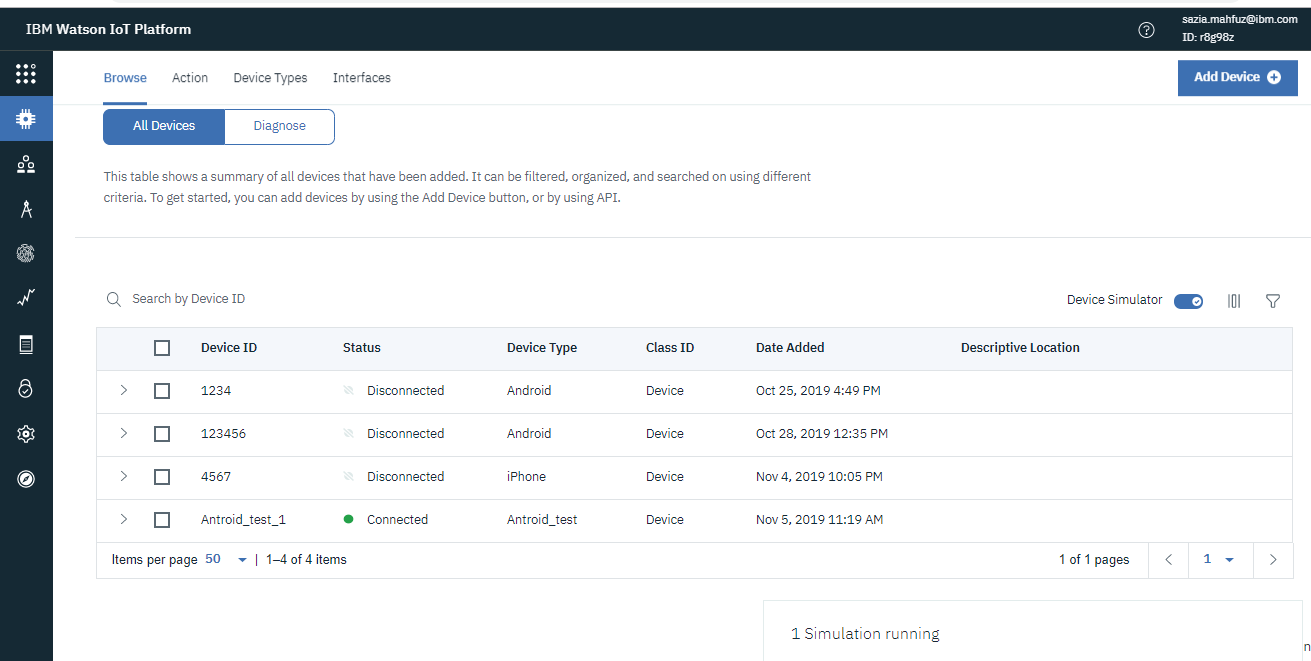 IBM Watson IoT Platform
sazia.mahfuz@ibm.com
ID: r8g98z
Browse Action Device Types Interfaces
Add Device
All Devices Diagnose
This table shows a summary of all devices that have been added. It can be filtered, organized, and searched on using different
criteria. To get started, you can add devices by using the Add Device button, or by using API.
Search by Device ID
Device Simulator
Device ID Status Device Type Class ID Date Added Descriptive Location
1234 Disconnected Android Device Oct 25, 2019 4:49 PM
123456 Disconnected Android Device Oct 28, 2019 12:35 PM
4567 Disconnected iPhone Device Nov 4, 2019 10:05 PM
Antroid_test_1 Connected Antroid_test Device Nov 5, 2019 11:19 AM
Items per page 50 | 1–4 of 4 items 1 of 1 pages 1
1 Simulation running